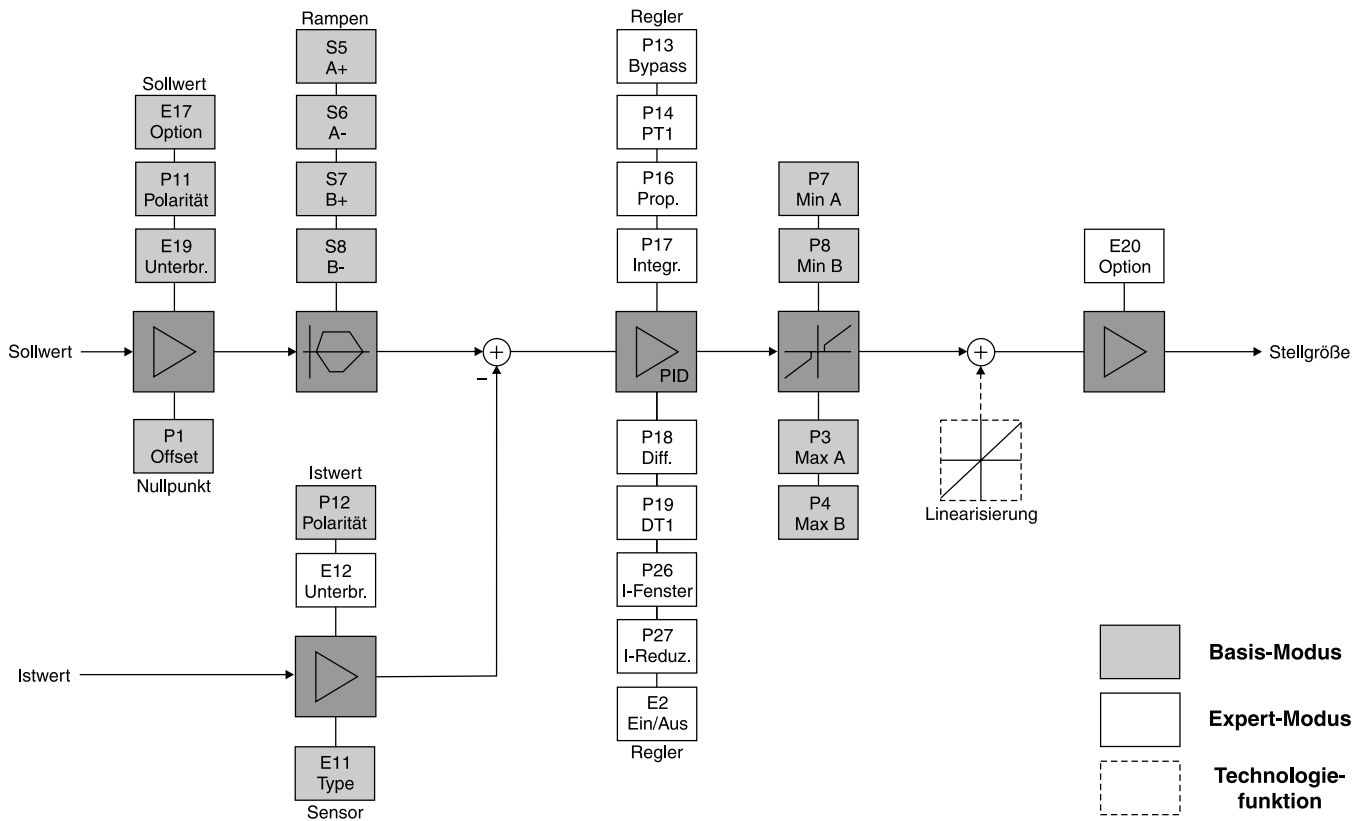 Rampen
S5
A+
S6
A-
S7
B+
S8
B-
Sollwert
E17
Option
P11
Polarität
E19
Unterbr.
Sollwert
P1
Offset
Nullpunkt
Istwert
P12
Polarität
E12
Unterbr.
Istwert
E11
Type
Sensor
+
–
Regler
P13
Bypass
P14
PT1
P16
Prop.
P17
Integr.
PID
P18
Diff.
P19
DT1
P26
I-Fenster
P27
I-Reduz.
E2
Ein/Aus
Regler
P7
Min A
P8
Min B
P3
Max A
P4
Max B
+
Linearisierung
E20
Option
Stellgröße
Basis-Modus
Expert-Modus
Technologie-
funktion